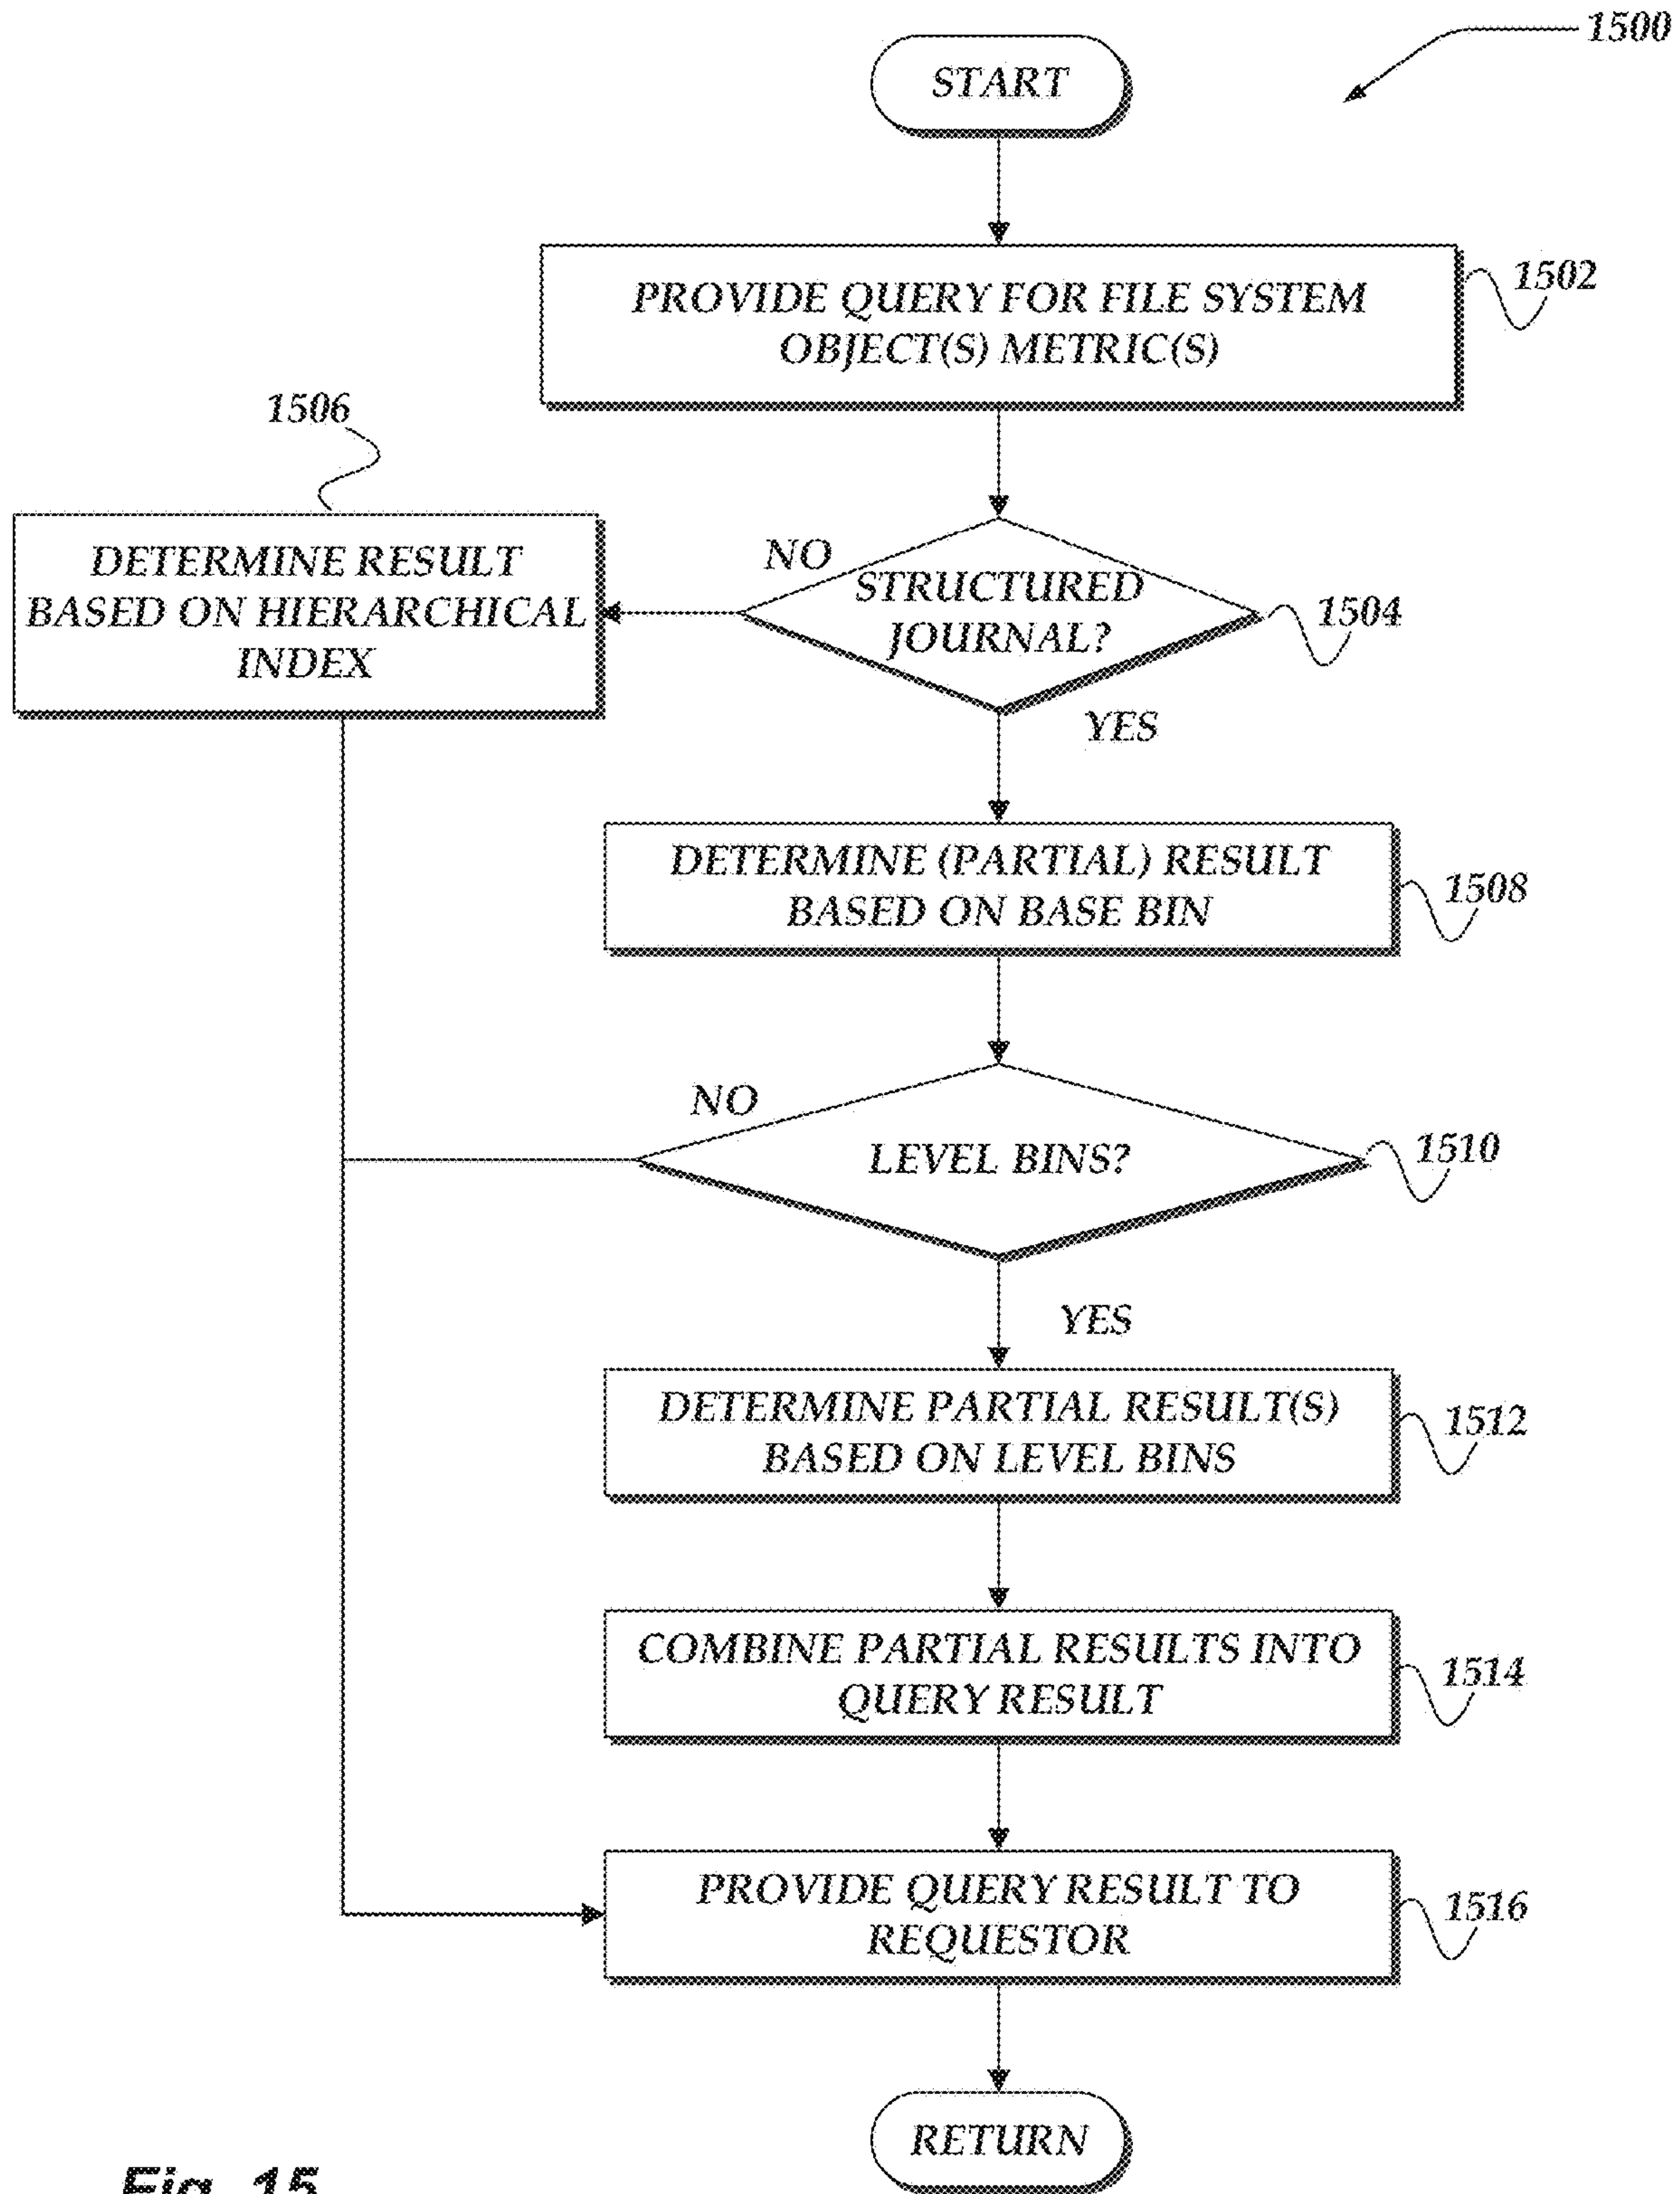 1500
START
PROVIDE QUERY FOR FILE SYSTEM
OBJECT(S) METRIC(S)
1502
1506
DETERMINE RESULT
BASED ON HIERARCHICAL
INDEX
NO
STRUCTURED
JOURNAL?
1504
YES
DETERMINE (PARTIAL) RESULT
BASED ON BASE BIN
1508
NO
LEVEL BINS?
1510
YES
DETERMINE PARTIAL RESULT(S)
BASED ON LEVEL BINS
1512
COMBINE PARTIAL RESULTS INTO
QUERY RESULT
1514
PROVIDE QUERY RESULT TO
REQUESTOR
1516
RETURN
Fig. 15